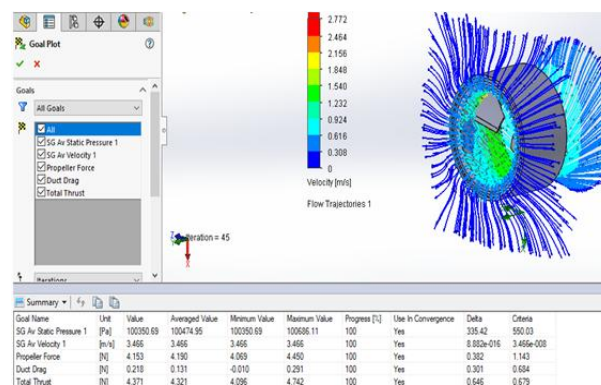 Goal Plot
Goals
All Goals
All
SG Av Static Pressure 1
SG Av Velocity 1
Propeller Force
Duct Drag
Total Thrust
Iterations
2.772
2.464
2.156
1.848
1.540
1.232
0.924
0.616
0.308
0
Velocity [m/s]
Flow Trajectories 1
Iteration = 45
Summary
Goal Name Unit Value Averaged Value Minimum Value Maximum Value Progress [%] Use In Convergence Delta Criteria
SG Av Static Pressure 1 [Pa] 100350.69 100474.95 100350.69 100686.11 100 Yes 335.42 550.03
SG Av Velocity 1 [m/s] 3.466 3.466 3.466 3.466 100 Yes 8.882e-016 3.466e-008
Propeller Force [N] 4.153 4.190 4.069 4.450 100 Yes 0.382 1.143
Duct Drag [N] 0.218 0.131 -0.010 0.291 100 Yes 0.301 0.684
Total Thrust [N] 4.371 4.321 4.096 4.742 100 Yes 0.646 0.679